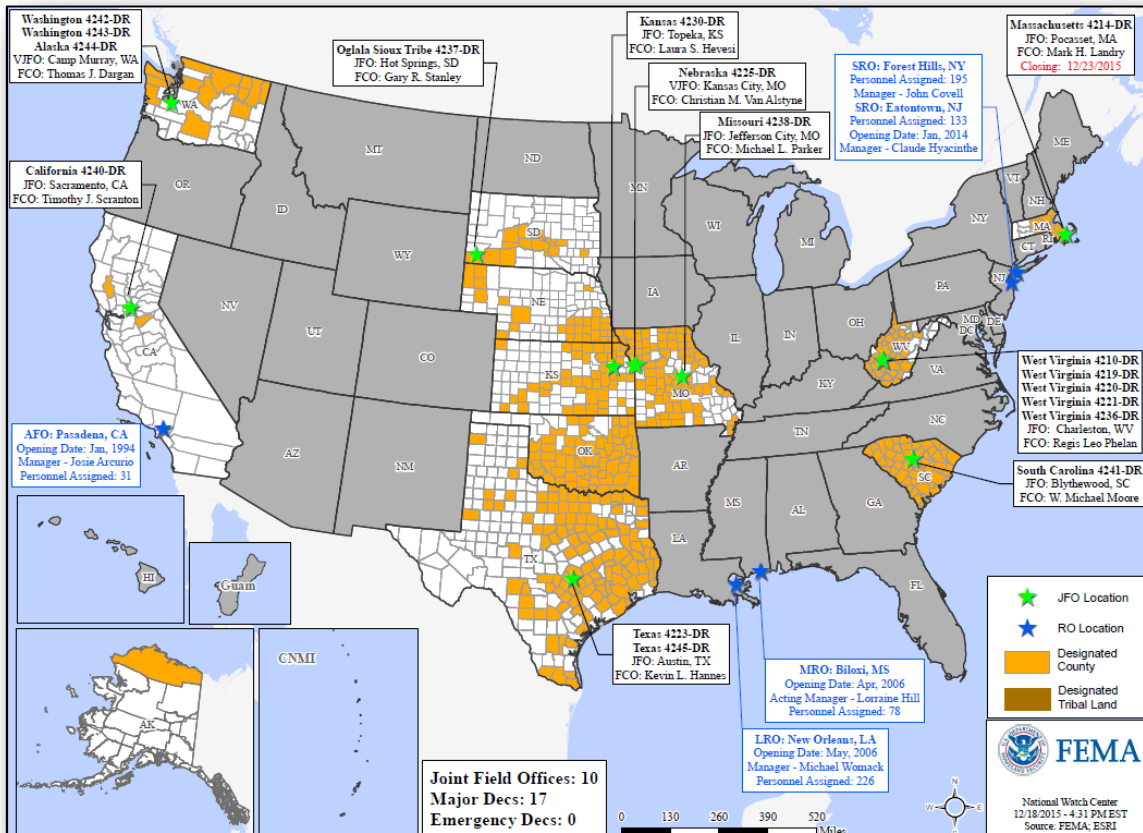 Washington 4242-DR
Washington 4243-DR
Alaska 4244-DR
VJFO: Camp Murray, WA
FCO: Thomas J. Dargan
Oglala Sioux Tribe 4237-DR
JFO: Hot Springs, SD
FCO: Gary R. Stanley
Kansas 4230-DR
JFO: Topeka, KS
FCO: Laura S. Hevesi
Nebraska 4225-DR
VJFO: Kansas City, MO
FCO: Christian M. Van Alstyne
Missouri 4238-DR
JFO: Jefferson City, MO
FCO: Michael L. Parker
SRO: Forest Hills, NY
Personnel Assigned: 195
Manager - John Covell
SRO: Eatontown, NJ
Personnel Assigned: 133
Opening Date: Jan, 2014
Manager - Claude Hyacinthe
Massachusetts 4214-DR
JFO: Pocasset, MA
FCO: Mark H. Landry
Closing: 12/23/2015
California 4240-DR
JFO: Sacramento, CA
FCO: Timothy J. Scranton
WA
OR
ID
MT
ND
MN
WI
MI
NY
VT
NH
ME
MA
RI
CT
WY
SD
IA
NE
PA
NJ
NV
UT
CO
KS
MO
IL
IN
OH
WV
MD
DE
DC
VA
KY
CA
AZ
NM
OK
AR
TN
NC
SC
TX
LA
MS
AL
GA
FL
West Virginia 4210-DR
West Virginia 4219-DR
West Virginia 4220-DR
West Virginia 4221-DR
West Virginia 4236-DR
JFO: Charleston, WV
FCO: Regis Leo Phelan
South Carolina 4241-DR
JFO: Blythewood, SC
FCO: W. Michael Moore
AFO: Pasadena, CA
Opening Date: Jan, 1994
Manager - Josie Arcurio
Personnel Assigned: 31
HI
Guam
CNMI
AK
Texas 4223-DR
Texas 4245-DR
JFO: Austin, TX
FCO: Kevin L. Hannes
MRO: Biloxi, MS
Opening Date: Apr, 2006
Acting Manager - Lorraine Hill
Personnel Assigned: 78
LRO: New Orleans, LA
Opening Date: May, 2006
Manager - Michael Womack
Personnel Assigned: 226
JFO Location
RO Location
Designated
County
Designated
Tribal Land
Joint Field Offices: 10
Major Decs: 17
Emergency Decs: 0
0 130 260 390 520
Miles
N
W E
S
FEMA
National Watch Center
12/18/2015 - 4:31 PM EST
Source: FEMA; ESRI